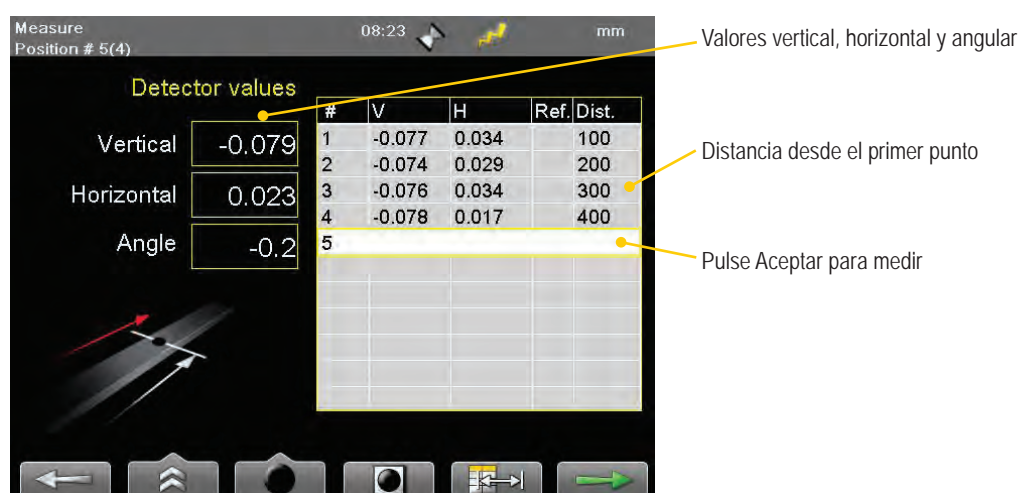 Measure
08:23
mm
Position # 5(4)
Detector values
Vertical -0.079
Horizontal 0.023
Angle -0.2
# V H Ref. Dist.
1 -0.077 0.034 100
2 -0.074 0.029 200
3 -0.076 0.034 300
4 -0.078 0.017 400
5
Valores vertical, horizontal y angular
Distancia desde el primer punto
Pulse Aceptar para medir